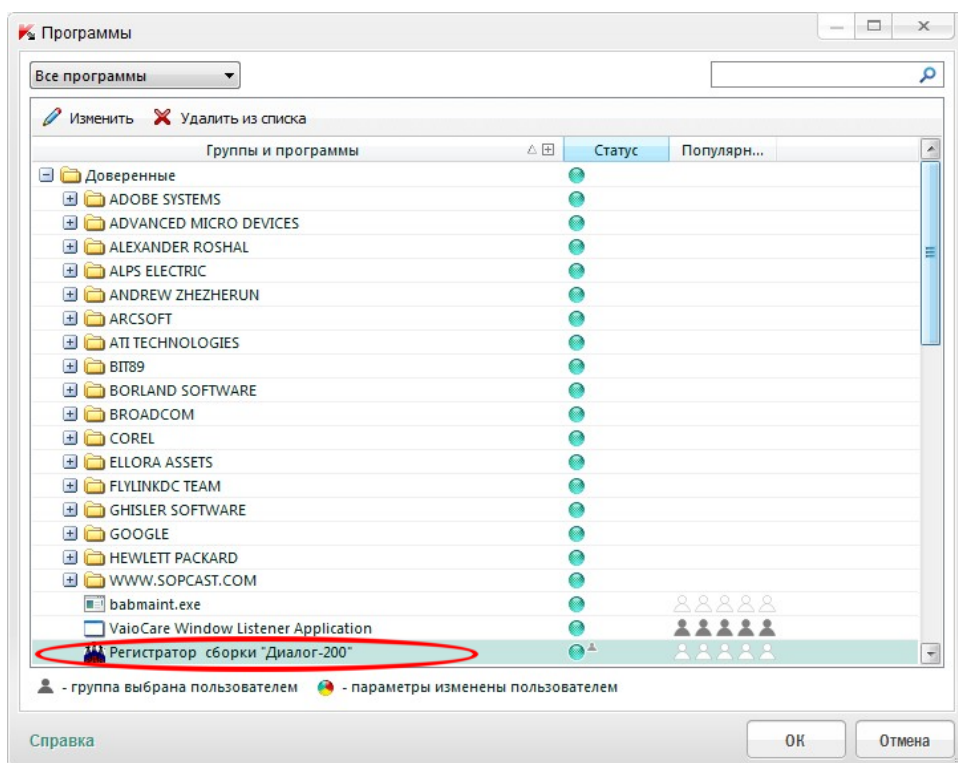 Программы
Все программы
Изменить Удалить из списка
Группы и программы Статус Популярн...
Доверенные
ADOBE SYSTEMS
ADVANCED MICRO DEVICES
ALEXANDER ROSHAL
ALPS ELECTRIC
ANDREW ZHEZHERUN
ARCSOFT
ATI TECHNOLOGIES
BIT89
BORLAND SOFTWARE
BROADCOM
COREL
ELLORA ASSETS
FLYLINKDC TEAM
GHISLER SOFTWARE
GOOGLE
HEWLETT PACKARD
WWW.SOPCAST.COM
babmaint.exe
VaioCare Window Listener Application
Регистратор сборки "Диалог-200"
- группа выбрана пользователем - параметры изменены пользователем
Справка ОК Отмена